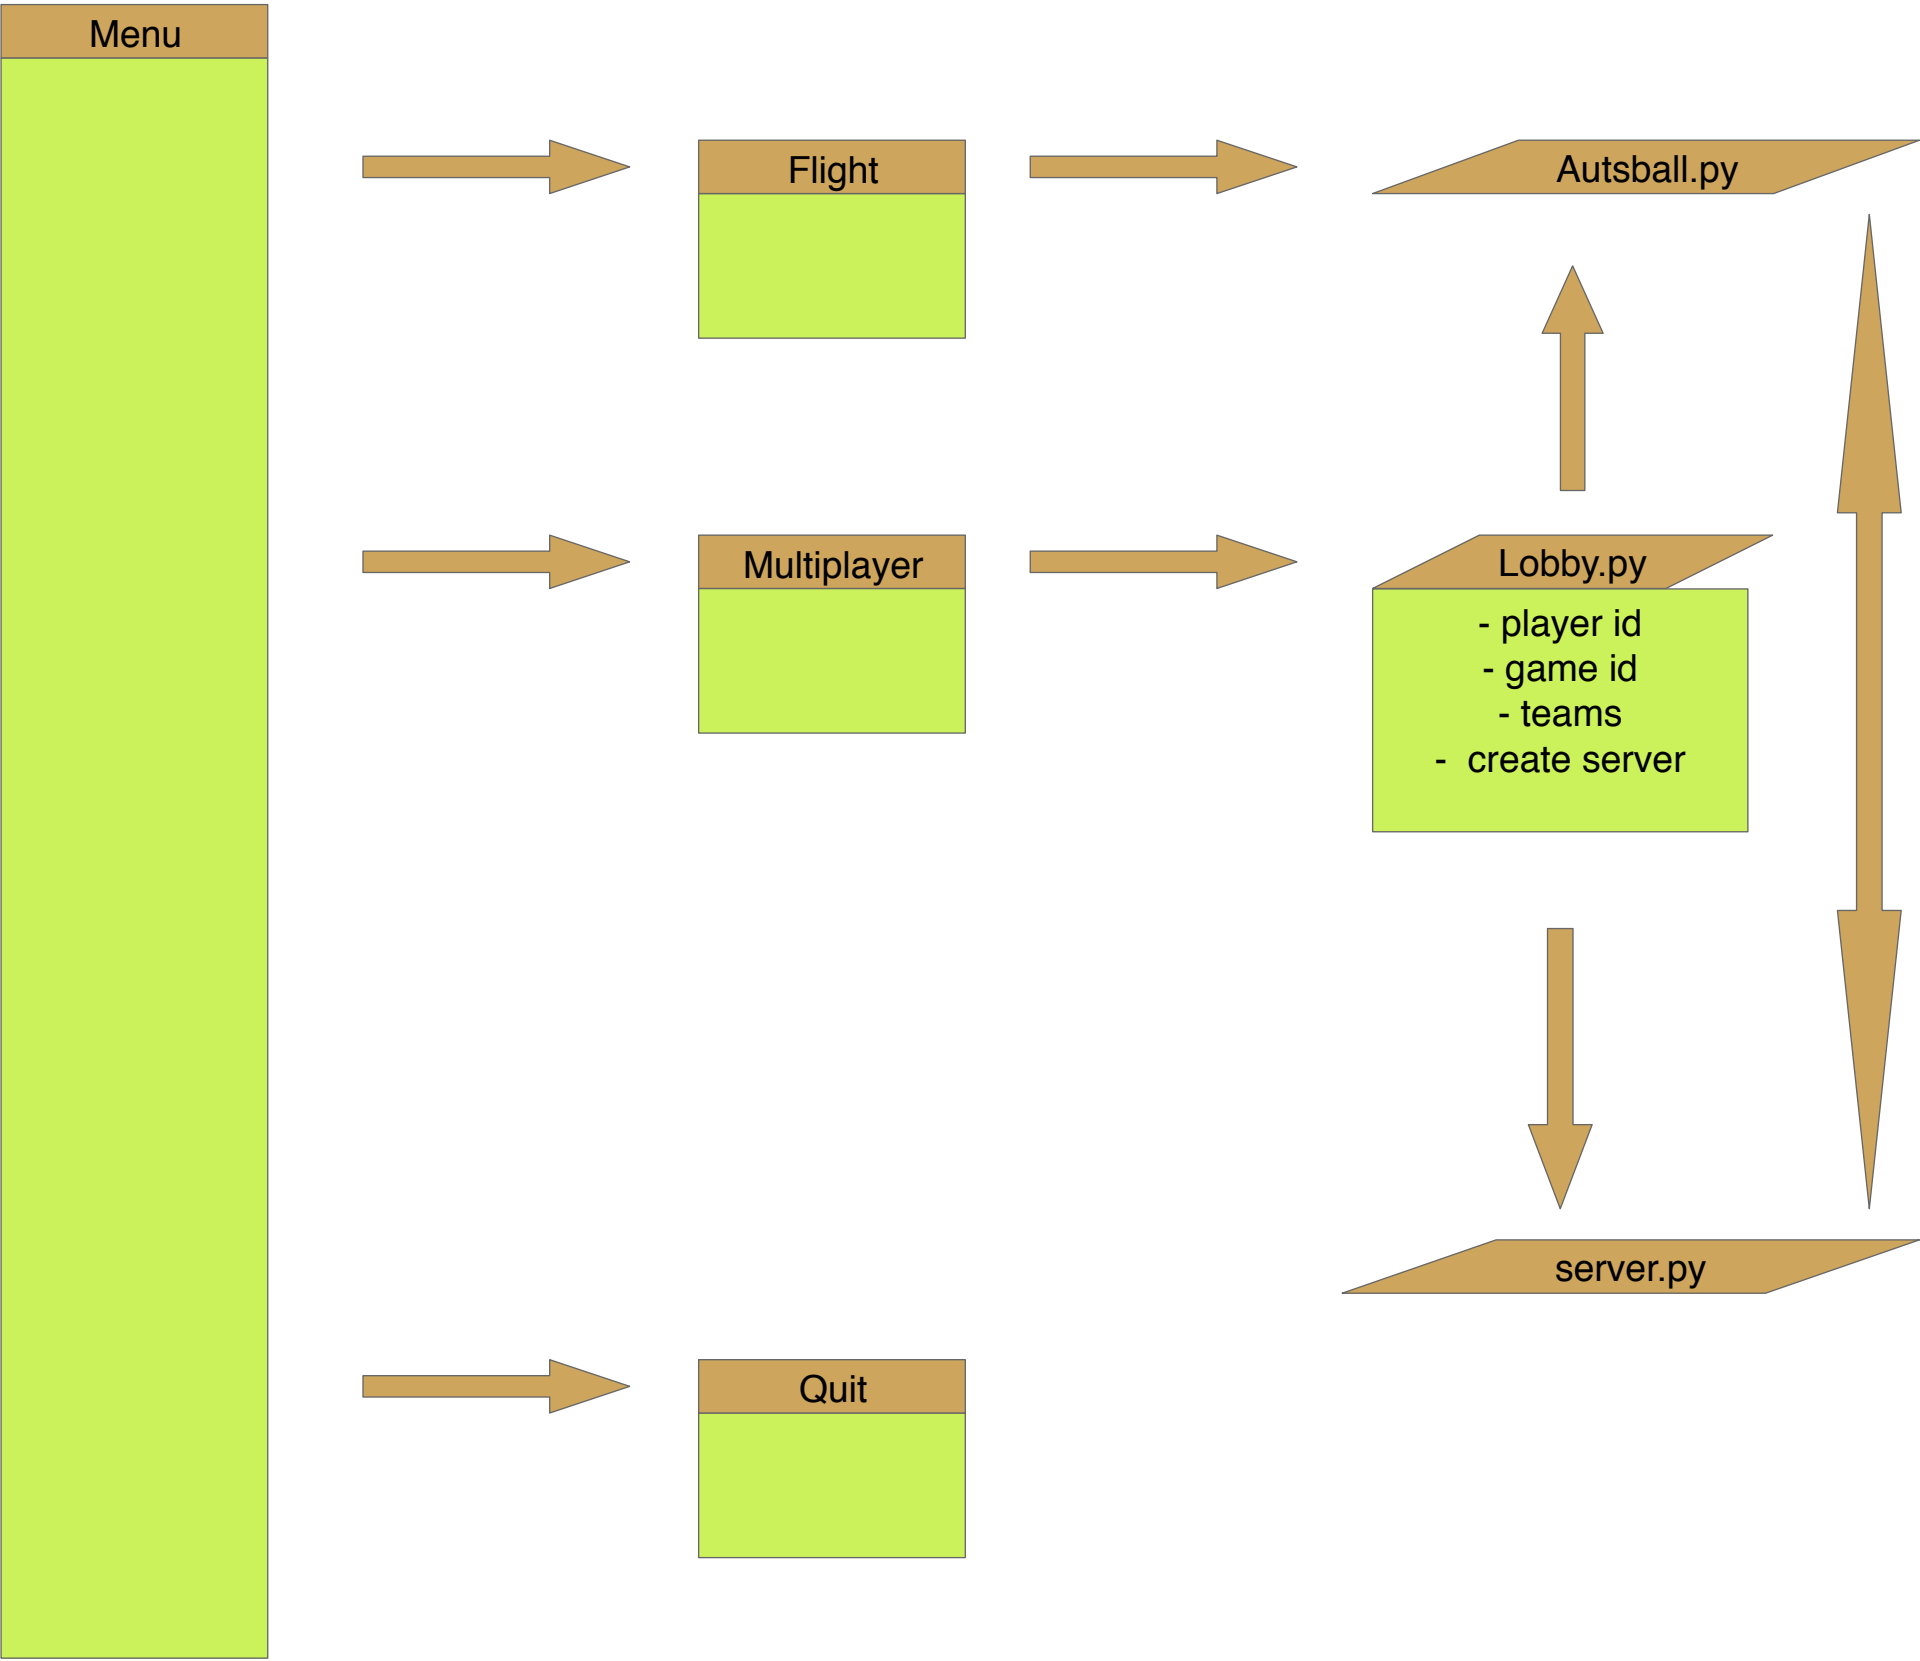 Menu
Flight
Autsball.py
Multiplayer
Lobby.py
- player id
- game id
- teams
-  create server
server.py
Quit